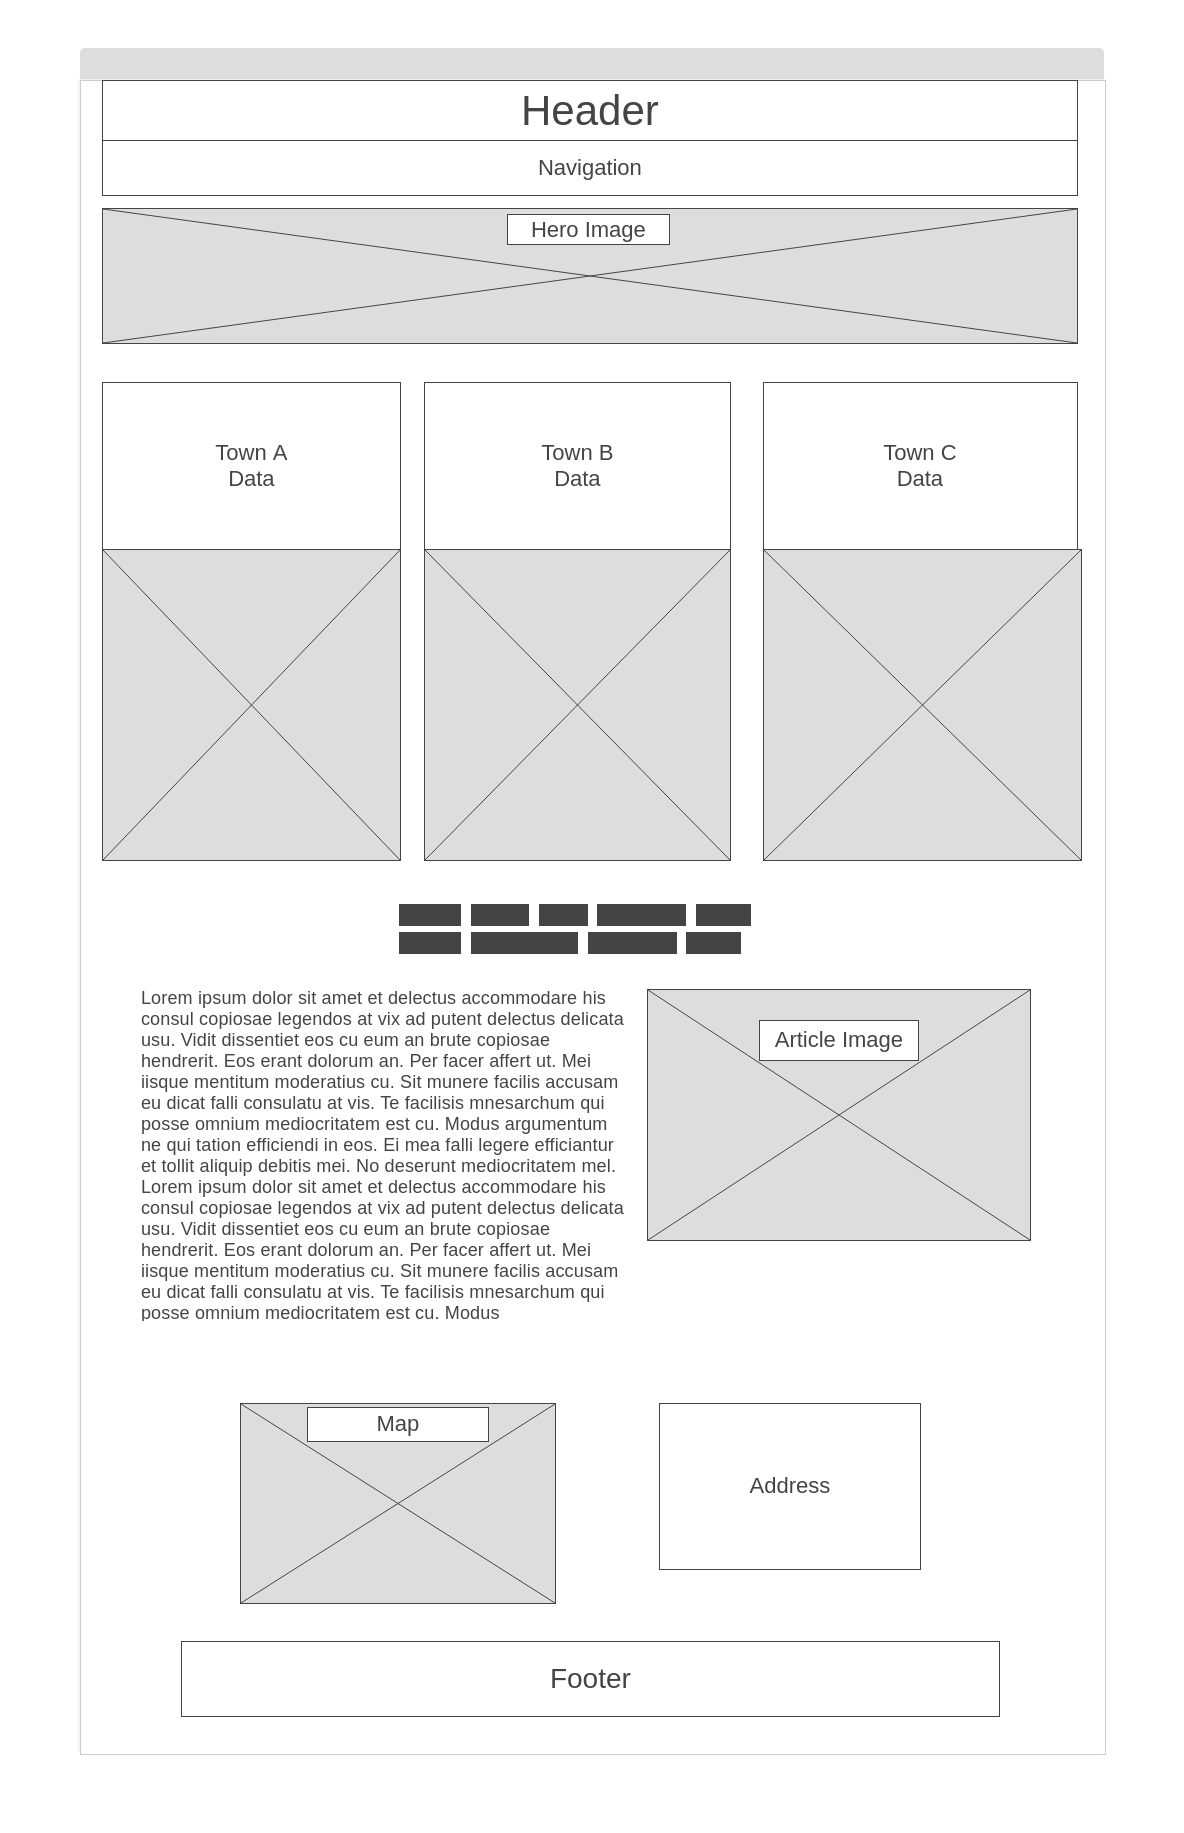 Header
Navigation
Hero Image
Town A
Data
Town B
Data
Town C
Data
Lorem ipsum dolor sit amet et delectus accommodare his
consul copiosae legendos at vix ad putent delectus delicata
usu. Vidit dissentiet eos cu eum an brute copiosae
hendrerit. Eos erant dolorum an. Per facer affert ut. Mei
iisque mentitum moderatius cu. Sit munere facilis accusam
eu dicat falli consulatu at vis. Te facilisis mnesarchum qui
posse omnium mediocritatem est cu. Modus argumentum
ne qui tation efficiendi in eos. Ei mea falli legere efficiantur
et tollit aliquip debitis mei. No deserunt mediocritatem mel.
Lorem ipsum dolor sit amet et delectus accommodare his
consul copiosae legendos at vix ad putent delectus delicata
usu. Vidit dissentiet eos cu eum an brute copiosae
hendrerit. Eos erant dolorum an. Per facer affert ut. Mei
iisque mentitum moderatius cu. Sit munere facilis accusam
eu dicat falli consulatu at vis. Te facilisis mnesarchum qui
posse omnium mediocritatem est cu. Modus
Article Image
Map
Address
Footer